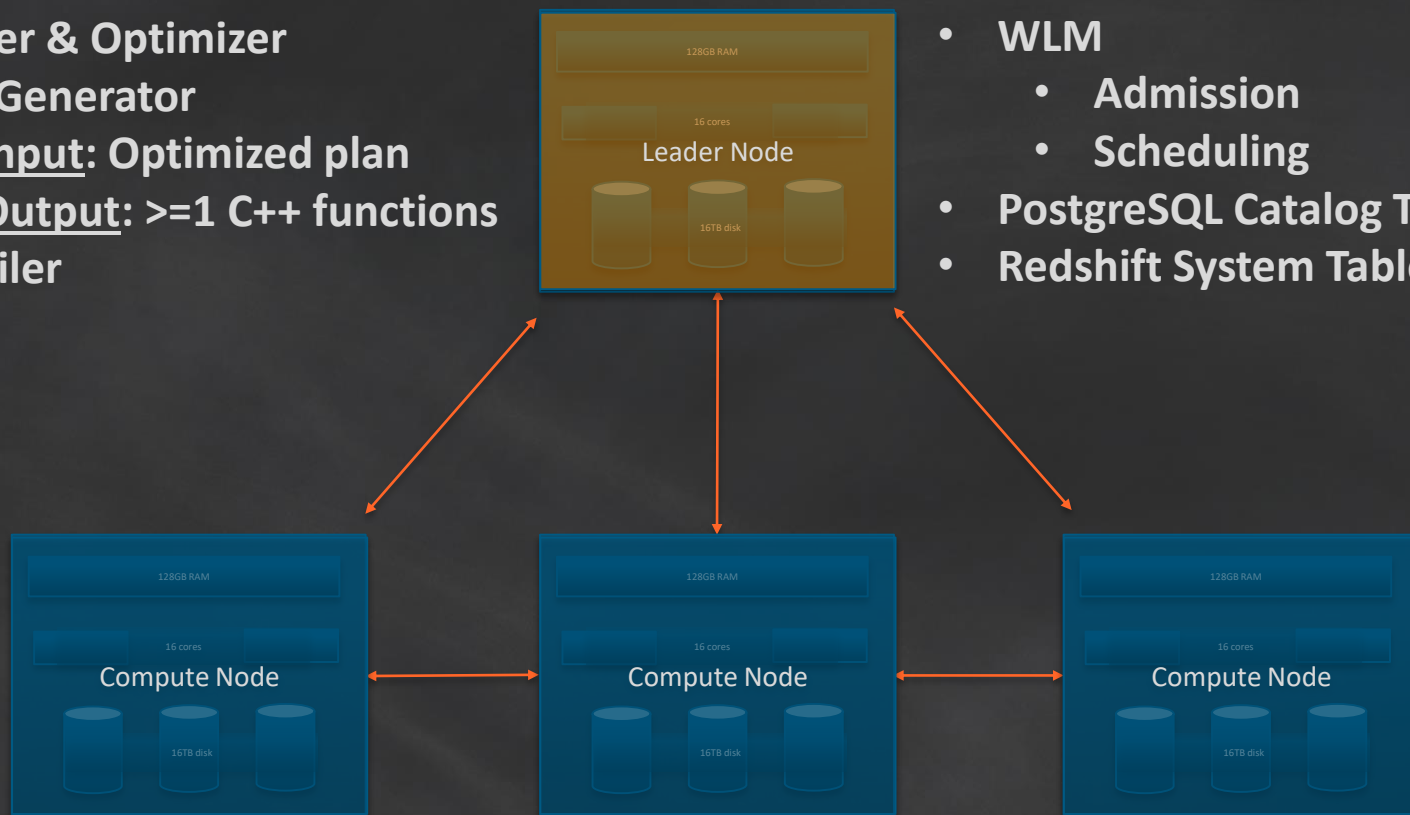 er & Optimizer
Generator
nput: Optimized plan
Output: >=1 C++ functions
iler
128GB RAM
16 cores
Leader Node
16TB disk
• WLM
• Admission
• Scheduling
• PostgreSQL Catalog T
• Redshift System Table
128GB RAM
16 cores
Compute Node
16TB disk
128GB RAM
16 cores
Compute Node
16TB disk
128GB RAM
16 cores
Compute Node
16TB disk